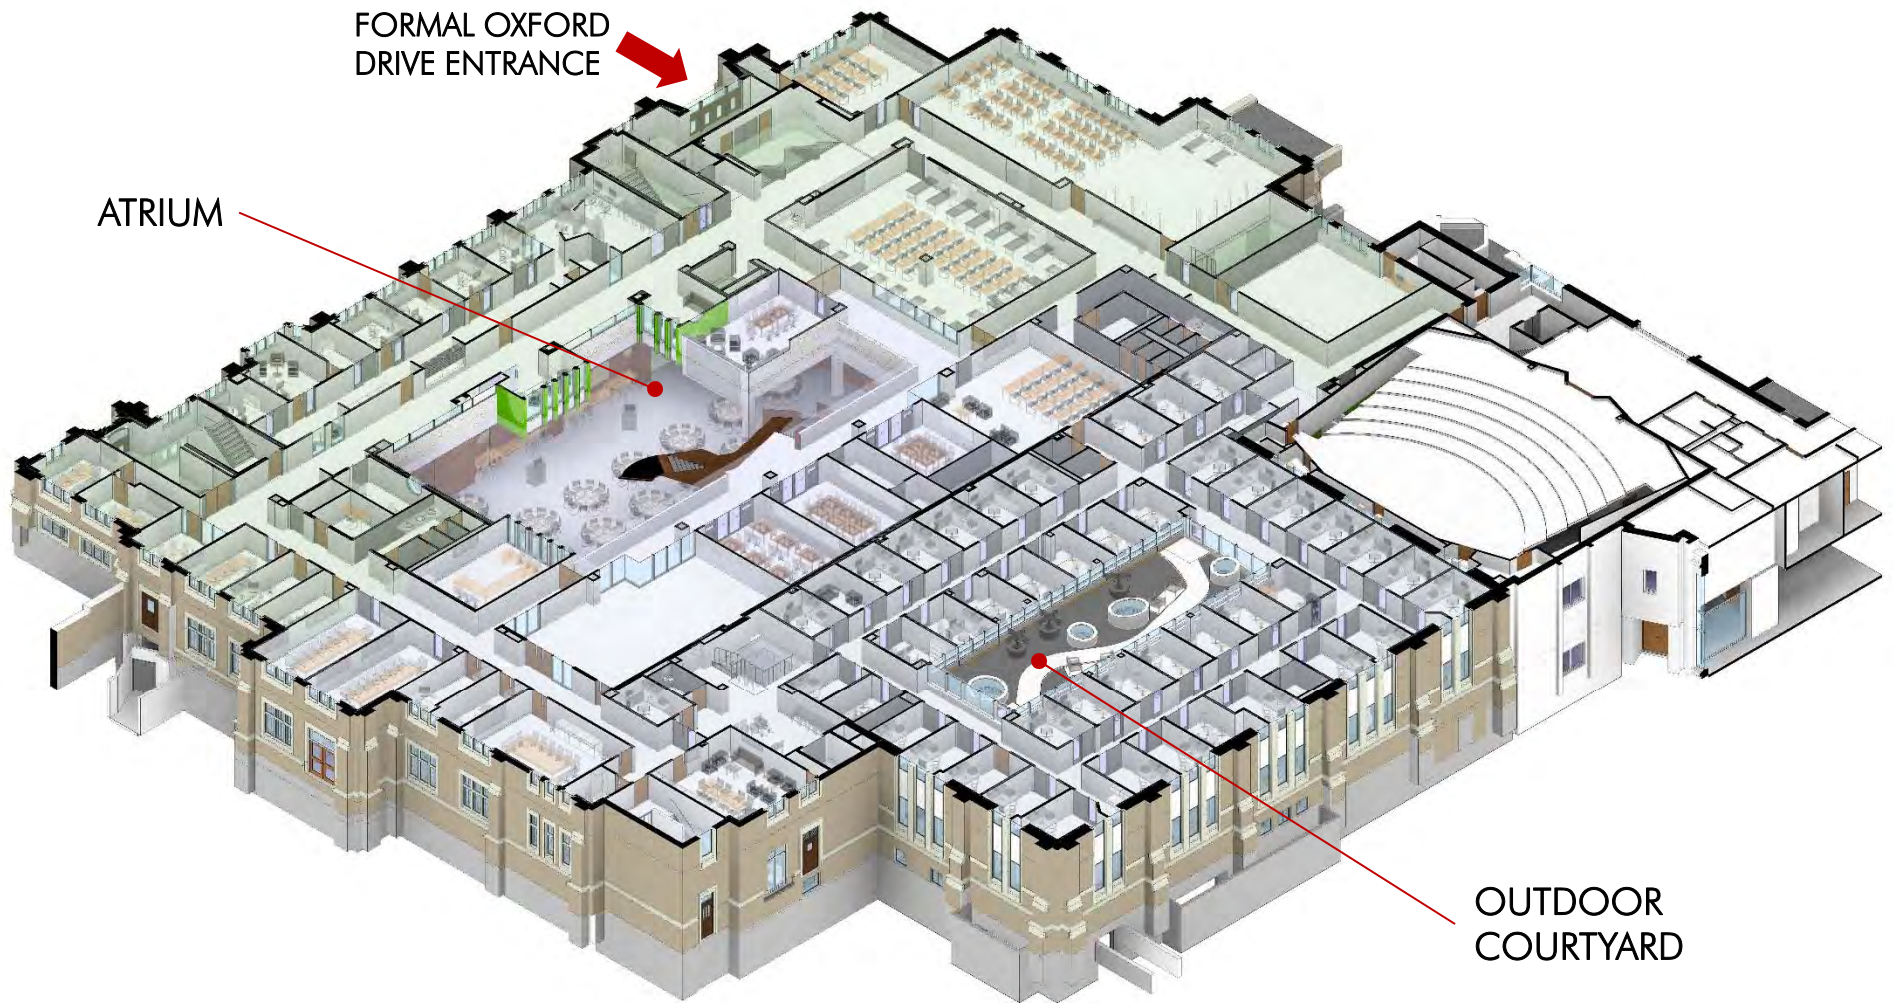 FORMAL OXFORD
DRIVE ENTRANCE
ATRIUM
OUTDOOR
COURTYARD